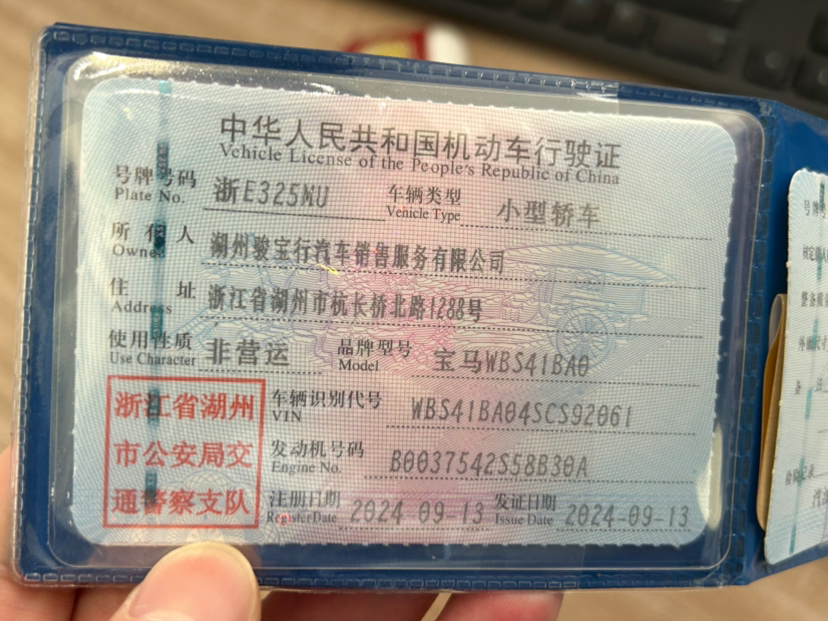 中华人民共和国机动车行驶证
Vehicle License of the People's Republic of China
号牌号码 浙E325MU 车辆类型 小型轿车
Plate No. Vehicle Type
所有人 湖州骏宝行汽车销售服务有限公司
Owner
住址 浙江省湖州市杭长桥北路1288号
Address
使用性质 非营运 品牌型号 宝马WBS41BA0
Use Character Model
浙江省湖州
市公安局交
通警察支队
车辆识别代号 WBS41BA04SCS92061
VIN
发动机号码 B0037542S58B30A
Engine No.
注册日期 2024-09-13 发证日期 2024-09-13
Register Date Issue Date